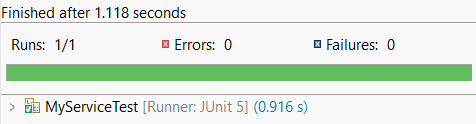 Finished after 1.118 seconds
Runs: 1/1 Errors: 0 Failures: 0
MyServiceTest [Runner: JUnit 5] (0.916 s)